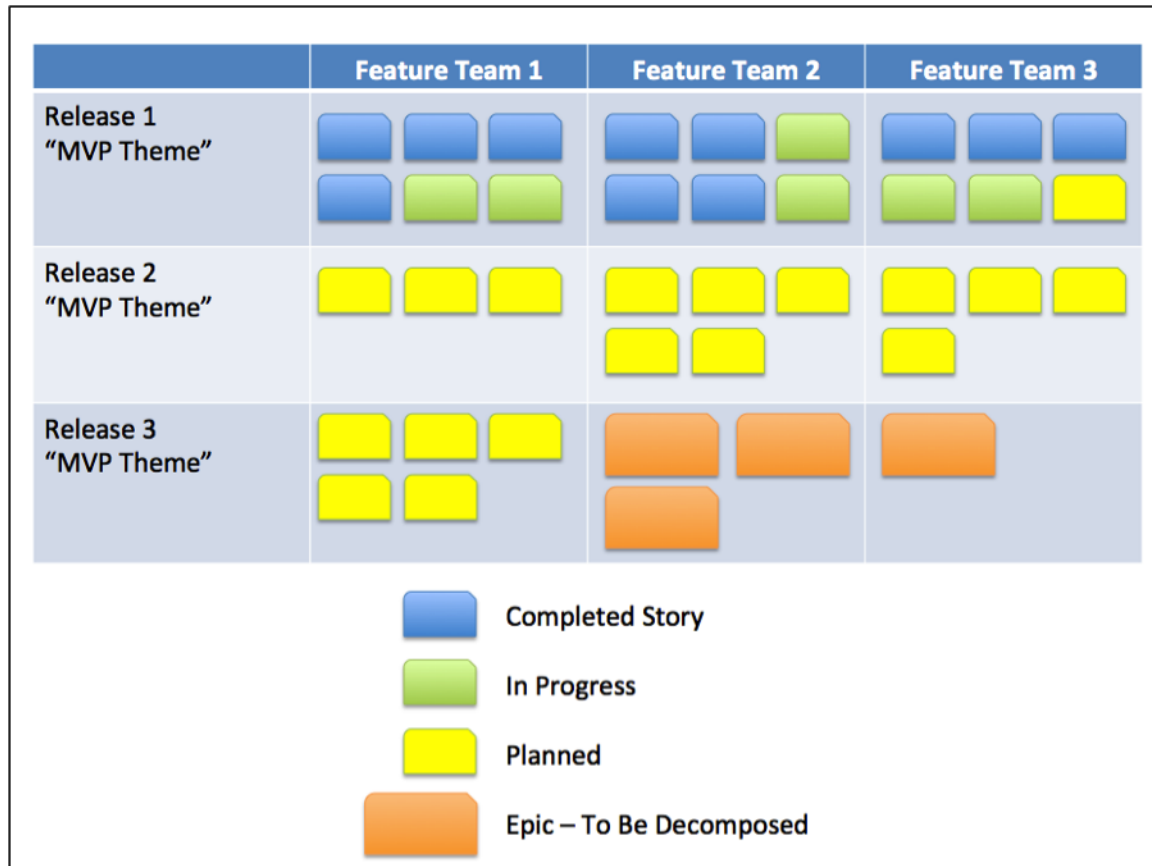 Feature Team 1
Feature Team 2
Feature Team 3
Release 1
“MVP Theme”
Release 2
“MVP Theme”
Release 3
“MVP Theme”
Completed Story
In Progress
Planned
Epic – To Be Decomposed